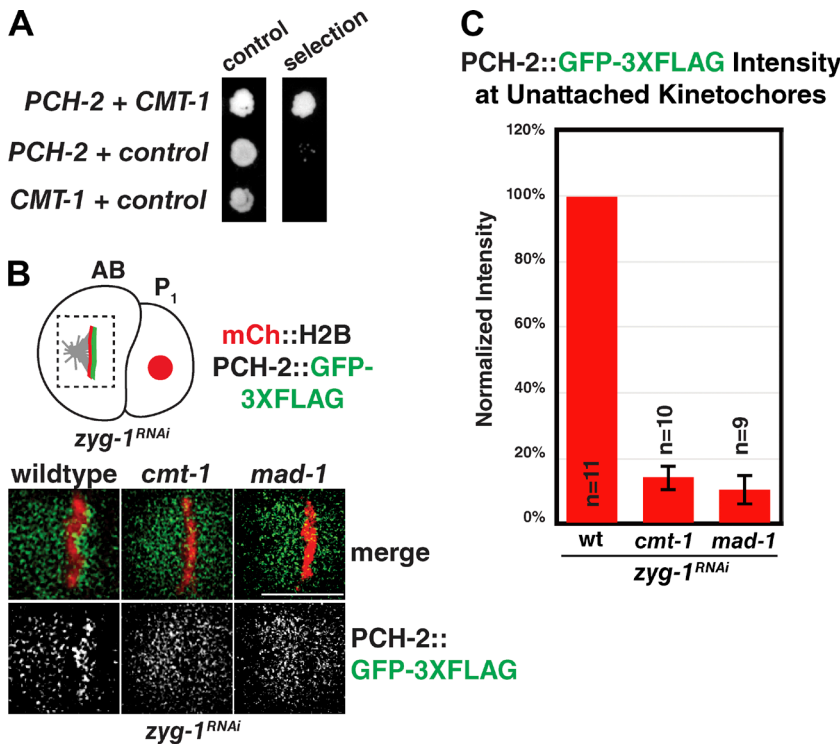 A
control
selection
PCH-2 + CMT-1
PCH-2 + control
CMT-1 + control
B
AB
P1
mCh::H2B
PCH-2::GFP-
3XFLAG
zyg-1RNAi
wildtype
cmt-1
mad-1
merge
PCH-2::
GFP-3XFLAG
zyg-1RNAi
C
PCH-2::GFP-3XFLAG Intensity
at Unattached Kinetochores
Normalized Intensity
120%
100%
80%
60%
40%
20%
0%
n=11
n=10
n=9
wt
cmt-1
mad-1
zyg-1RNAi